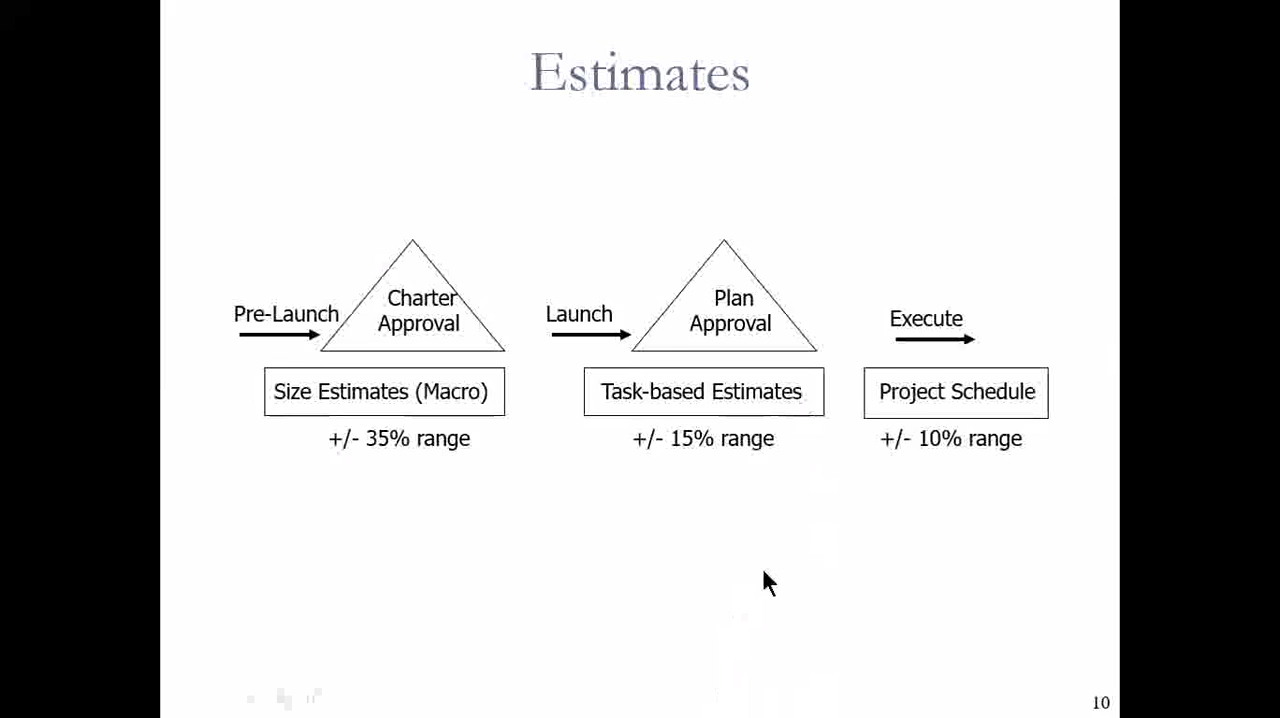 Estimates
Pre-Launch
Charter
Approval
Launch
Plan
Approval
Execute
Size Estimates (Macro)
Task-based Estimates
Project Schedule
+/- 35% range
+/- 15% range
+/- 10% range
10